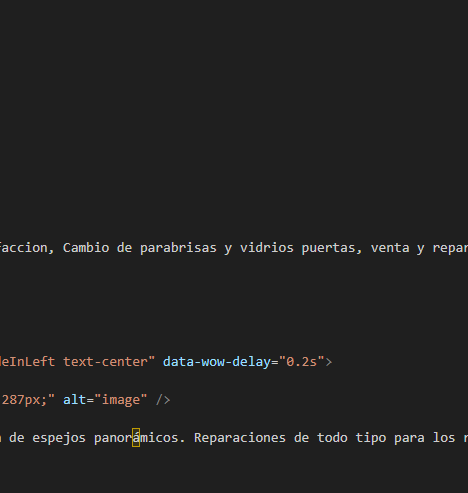 faccion, Cambio de parabrisas y vidrios puertas, venta y repar
deInLeft text-center" data-wow-delay="0.2s">
287px;" alt="image" />
de espejos panorámicos. Reparaciones de todo tipo para los